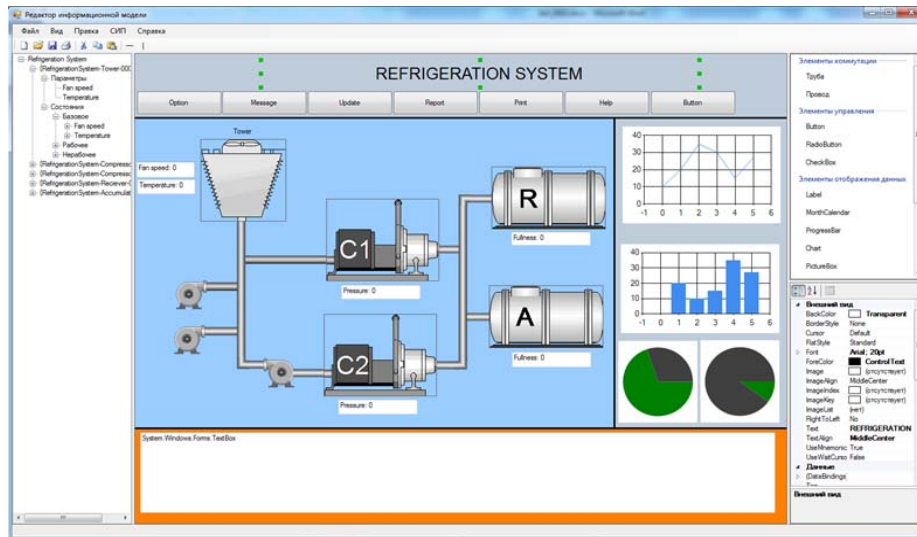 Редактор информационной модели
Файл Вид Правка СИП Справка
Refrigeration System
{RefrigerationSystem-Tower-000
Параметры
Fan speed
Temperature
Состояния
Базовое
Fan speed
Temperature
Рабочее
Нерабочее
{RefrigerationSystem-Compresso
{RefrigerationSystem-Compresso
{RefrigerationSystem-Reciever-0
{RefrigerationSystem-Accumulat
REFRIGERATION SYSTEM
Option Message Update Report Print Help Button
Tower
Fan speed: 0
Temperature: 0
C1
Pressure: 0
C2
Pressure: 0
R
Fullness: 0
A
Fullness: 0
40
30
20
10
0
-1 0 1 2 3 4 5 6
40
30
20
10
0
-1 0 1 2 3 4 5 6
System.Windows.Forms.TextBox
Элементы коммутации
Труба
Провод
Элементы управления
Button
RadioButton
CheckBox
Элементы отображения данных
Label
MonthCalendar
ProgressBar
Chart
PictureBox
Внешний вид
BackColor Transparent
BorderStyle None
Cursor Default
FlatStyle Standard
Font Arial; 20pt
ForeColor ControlText
Image (отсутствует)
ImageAlign MiddleCenter
ImageIndex (отсутствует)
ImageKey (отсутствует)
ImageList (нет)
RightToLeft No
Text REFRIGERATION
TextAlign MiddleCenter
UseMnemonic True
UseWaitCurso False
Данные
(DataBindings)
Внешний вид